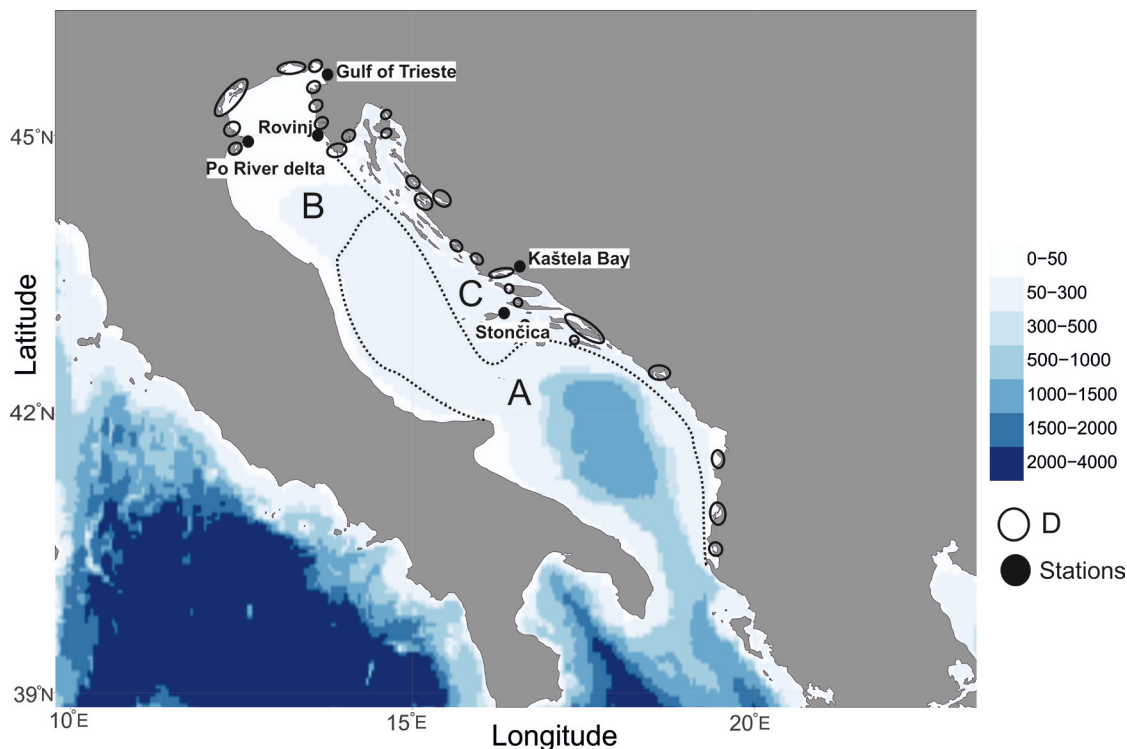 Gulf of Trieste
45°N
Rovinj
Po River delta
B
Kaštela Bay
C
Stončica
A
42°N
39°N
10°E
15°E
20°E
Latitude
Longitude
0−50
50−300
300−500
500−1000
1000−1500
1500−2000
2000−4000
D
Stations